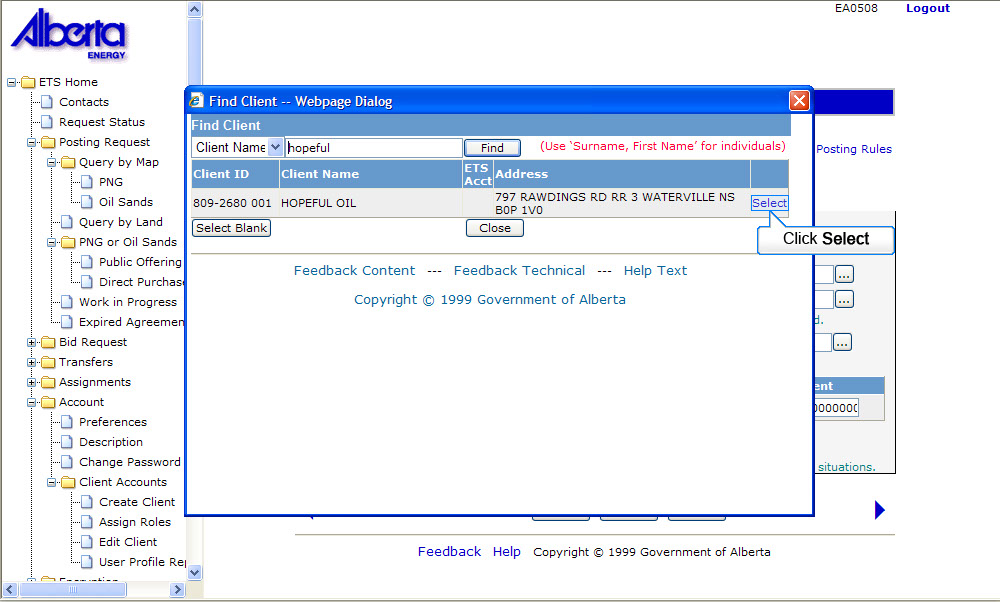 EA0508 Logout
Alberta
ENERGY
ETS Home
Contacts
Request Status
Posting Request
Query by Map
PNG
Oil Sands
Query by Land
PNG or Oil Sands
Public Offering
Direct Purchas
Work in Progress
Expired Agreemen
Bid Request
Transfers
Assignments
Account
Preferences
Description
Change Password
Client Accounts
Create Client
Assign Roles
Edit Client
User Profile Re
Encryption
Find Client -- Webpage Dialog
Find Client
Client Name hopeful Find (Use ‘Surname, First Name’ for individuals)
Client ID Client Name ETS Acct Address
809-2680 001 HOPEFUL OIL 797 RAWDINGS RD RR 3 WATERVILLE NS B0P 1V0 Select
Select Blank Close
Click Select
Feedback Content --- Feedback Technical --- Help Text
Copyright © 1999 Government of Alberta
Posting Rules
...
...
d.
...
ent
0000000
situations.
Feedback Help Copyright © 1999 Government of Alberta